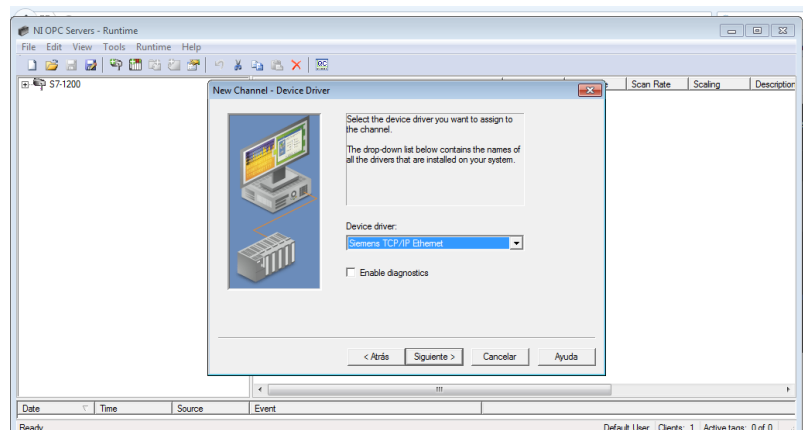 NI OPC Servers - Runtime
File Edit View Tools Runtime Help
S7-1200
Scan Rate Scaling Description
New Channel - Device Driver
Select the device driver you want to assign to
the channel.
The drop-down list below contains the names of
all the drivers that are installed on your system.
Device driver:
Siemens TCP/IP Ethernet
Enable diagnostics
< Atrás Siguiente > Cancelar Ayuda
Date Time Source Event
Ready Default User Clients: 1 Active tags: 0 of 0